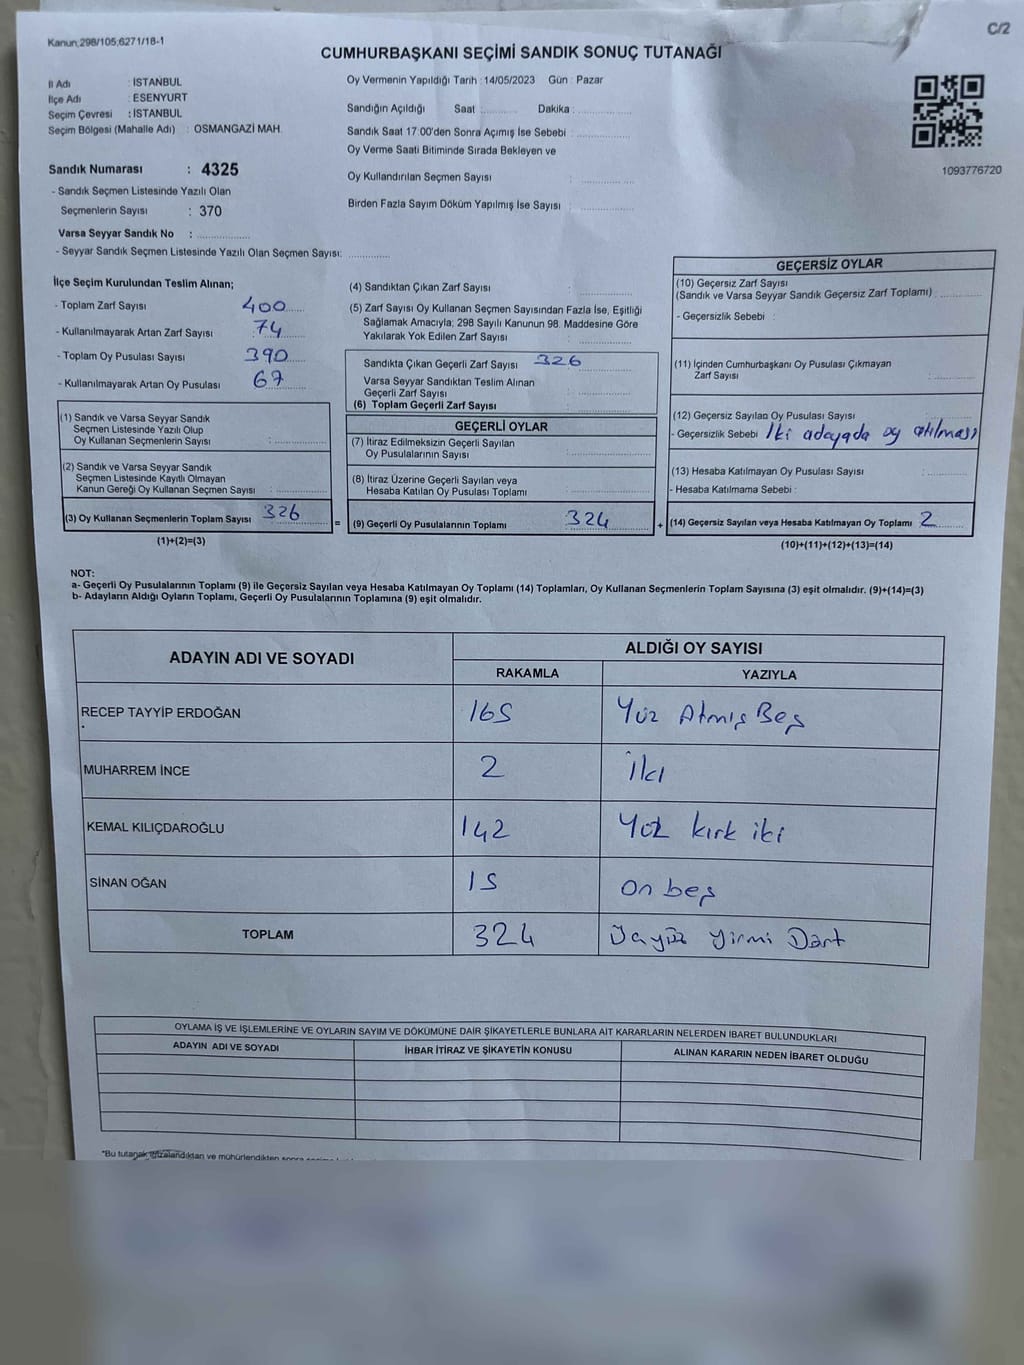 Kanun;298/105,6271/18-1
C/2
CUMHURBAŞKANI SEÇİMİ SANDIK SONUÇ TUTANAĞI
İl Adı : İSTANBUL
İlçe Adı : ESENYURT
Seçim Çevresi : İSTANBUL
Seçim Bölgesi (Mahalle Adı) : OSMANGAZİ MAH.
Sandık Numarası : 4325
- Sandık Seçmen Listesinde Yazılı Olan
Seçmenlerin Sayısı : 370
Varsa Seyyar Sandık No : ..............
- Seyyar Sandık Seçmen Listesinde Yazılı Olan Seçmen Sayısı: ..............
Oy Vermenin Yapıldığı Tarih : 14/05/2023 Gün : Pazar
Sandığın Açıldığı Saat : .......... Dakika : ..............
Sandık Saat 17:00'den Sonra Açımış İse Sebebi : ..............
Oy Verme Saati Bitiminde Sırada Bekleyen ve
Oy Kullandırılan Seçmen Sayısı : ..............
Birden Fazla Sayım Döküm Yapılmış İse Sayısı : ..............
1093776720
İlçe Seçim Kurulundan Teslim Alınan;
- Toplam Zarf Sayısı 400
- Kullanılmayarak Artan Zarf Sayısı : 74
- Toplam Oy Pusulası Sayısı 390
- Kullanılmayarak Artan Oy Pusulası 67
(1) Sandık ve Varsa Seyyar Sandık
Seçmen Listesinde Yazılı Olup
Oy Kullanan Seçmenlerin Sayısı : ..............
(2) Sandık ve Varsa Seyyar Sandık
Seçmen Listesinde Kayıtlı Olmayan
Kanun Gereği Oy Kullanan Seçmen Sayısı : ..............
(3) Oy Kullanan Seçmenlerin Toplam Sayısı 326
(1)+(2)=(3)
(4) Sandıktan Çıkan Zarf Sayısı : ..............
(5) Zarf Sayısı Oy Kullanan Seçmen Sayısından Fazla İse, Eşitliği
Sağlamak Amacıyla; 298 Sayılı Kanunun 98. Maddesine Göre
Yakılarak Yok Edilen Zarf Sayısı : ..............
Sandıkta Çıkan Geçerli Zarf Sayısı : 326
Varsa Seyyar Sandıktan Teslim Alınan
Geçerli Zarf Sayısı : ..............
(6) Toplam Geçerli Zarf Sayısı : ..............
GEÇERLİ OYLAR
(7) İtiraz Edilmeksizin Geçerli Sayılan
Oy Pusulalarının Sayısı : ..............
(8) İtiraz Üzerine Geçerli Sayılan veya
Hesaba Katılan Oy Pusulası Toplamı : ..............
= (9) Geçerli Oy Pusulalarının Toplamı 324
GEÇERSİZ OYLAR
(10) Geçersiz Zarf Sayısı
(Sandık ve Varsa Seyyar Sandık Geçersiz Zarf Toplamı) : ..............
- Geçersizlik Sebebi :
(11) İçinden Cumhurbaşkanı Oy Pusulası Çıkmayan
Zarf Sayısı : ..............
(12) Geçersiz Sayılan Oy Pusulası Sayısı : ..............
- Geçersizlik Sebebi İki adayada oy atılması
(13) Hesaba Katılmayan Oy Pusulası Sayısı : ..............
- Hesaba Katılmama Sebebi :
+ (14) Geçersiz Sayılan veya Hesaba Katılmayan Oy Toplamı 2
(10)+(11)+(12)+(13)=(14)
NOT:
a- Geçerli Oy Pusulalarının Toplamı (9) ile Geçersiz Sayılan veya Hesaba Katılmayan Oy Toplamı (14) Toplamları, Oy Kullanan Seçmenlerin Toplam Sayısına (3) eşit olmalıdır. (9)+(14)=(3)
b- Adayların Aldığı Oyların Toplamı, Geçerli Oy Pusulalarının Toplamına (9) eşit olmalıdır.
ADAYIN ADI VE SOYADI ALDIĞI OY SAYISI
RAKAMLA YAZIYLA
RECEP TAYYİP ERDOĞAN 165 Yüz Atmış Beş
MUHARREM İNCE 2 İki
KEMAL KILIÇDAROĞLU 142 Yüz kırk iki
SİNAN OĞAN 15 on beş
TOPLAM 324 Üçyüz yirmi Dört
OYLAMA İŞ VE İŞLEMLERİNE VE OYLARIN SAYIM VE DÖKÜMÜNE DAİR ŞİKAYETLERLE BUNLARA AİT KARARLARIN NELERDEN İBARET BULUNDUKLARI
ADAYIN ADI VE SOYADI İHBAR İTİRAZ VE ŞİKAYETİN KONUSU ALINAN KARARIN NEDEN İBARET OLDUĞU
*Bu tutanak imzalandıktan ve mühürlendikten sonra